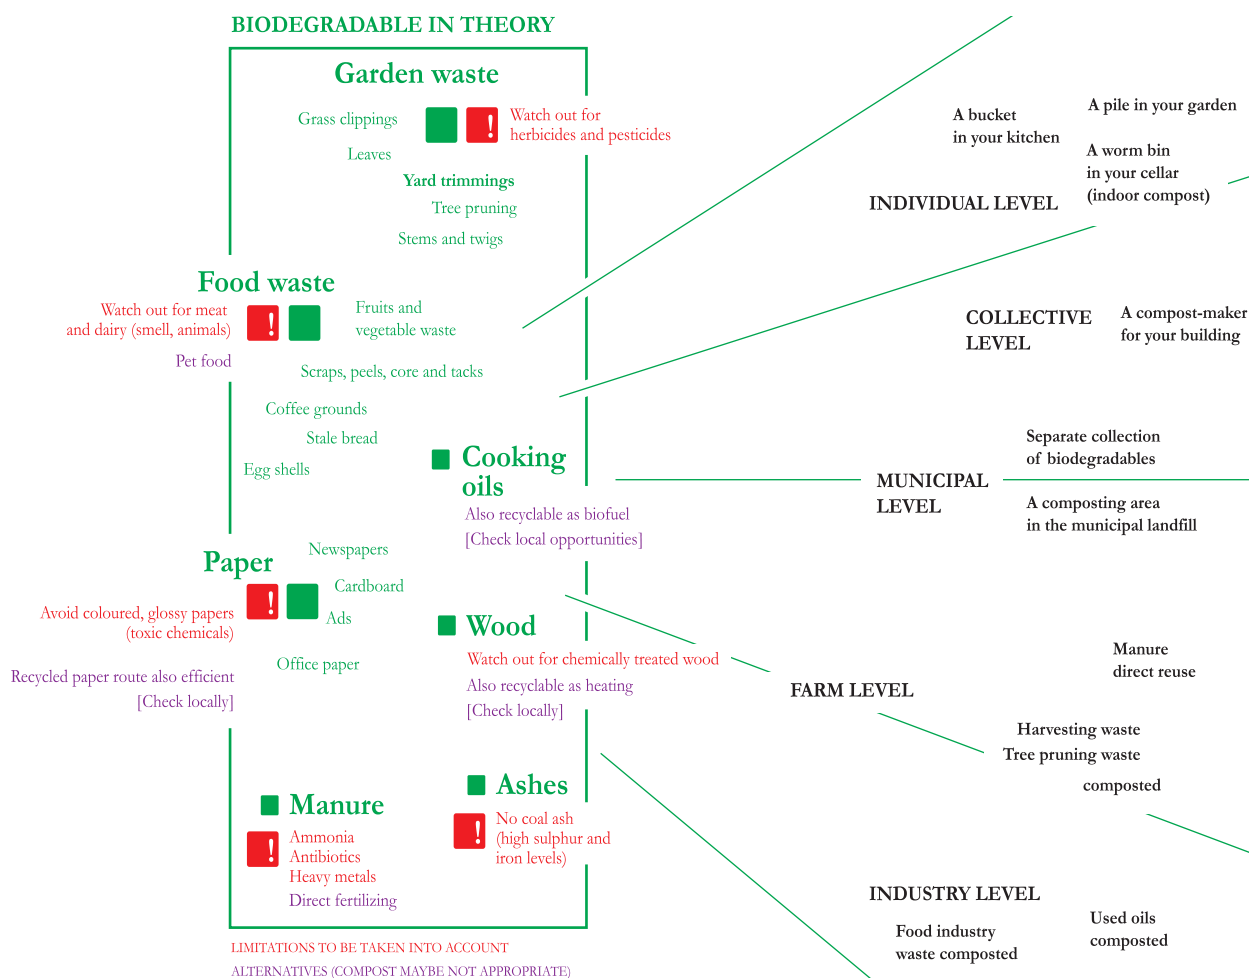 BIODEGRADABLE IN THEORY
Garden waste
Grass clippings
!
Watch out for
herbicides and pesticides
Leaves
Yard trimmings
Tree pruning
Stems and twigs
Food waste
Watch out for meat
and dairy (smell, animals)
!
Fruits and
vegetable waste
Pet food
Scraps, peels, core and tacks
Coffee grounds
Stale bread
Egg shells
Cooking
oils
Also recyclable as biofuel
[Check local opportunities]
Paper
Newspapers
!
Cardboard
Avoid coloured, glossy papers
(toxic chemicals)
Ads
Office paper
Recycled paper route also efficient
[Check locally]
Wood
Watch out for chemically treated wood
Also recyclable as heating
[Check locally]
Manure
!
Ammonia
Antibiotics
Heavy metals
Direct fertilizing
Ashes
!
No coal ash
(high sulphur and
iron levels)
LIMITATIONS TO BE TAKEN INTO ACCOUNT
ALTERNATIVES (COMPOST MAYBE NOT APPROPRIATE)
A bucket
in your kitchen
A pile in your garden
A worm bin
in your cellar
(indoor compost)
INDIVIDUAL LEVEL
COLLECTIVE
LEVEL
A compost-maker
for your building
MUNICIPAL
LEVEL
Separate collection
of biodegradables
A composting area
in the municipal landfill
FARM LEVEL
Manure
direct reuse
Harvesting waste
Tree pruning waste
composted
INDUSTRY LEVEL
Food industry
waste composted
Used oils
composted